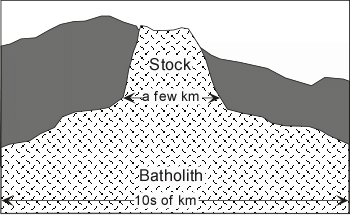 Stock
a few km
Batholith
10s of km